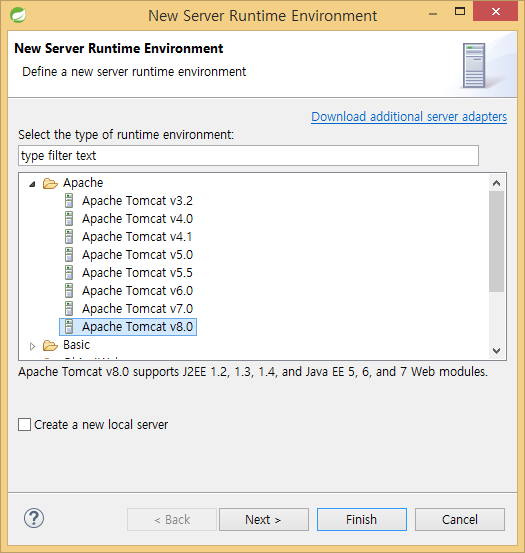 New Server Runtime Environment
New Server Runtime Environment
Define a new server runtime environment
Download additional server adapters
Select the type of runtime environment:
type filter text
Apache
Apache Tomcat v3.2
Apache Tomcat v4.0
Apache Tomcat v4.1
Apache Tomcat v5.0
Apache Tomcat v5.5
Apache Tomcat v6.0
Apache Tomcat v7.0
Apache Tomcat v8.0
Basic
Apache Tomcat v8.0 supports J2EE 1.2, 1.3, 1.4, and Java EE 5, 6, and 7 Web modules.
Create a new local server
?
< Back
Next >
Finish
Cancel